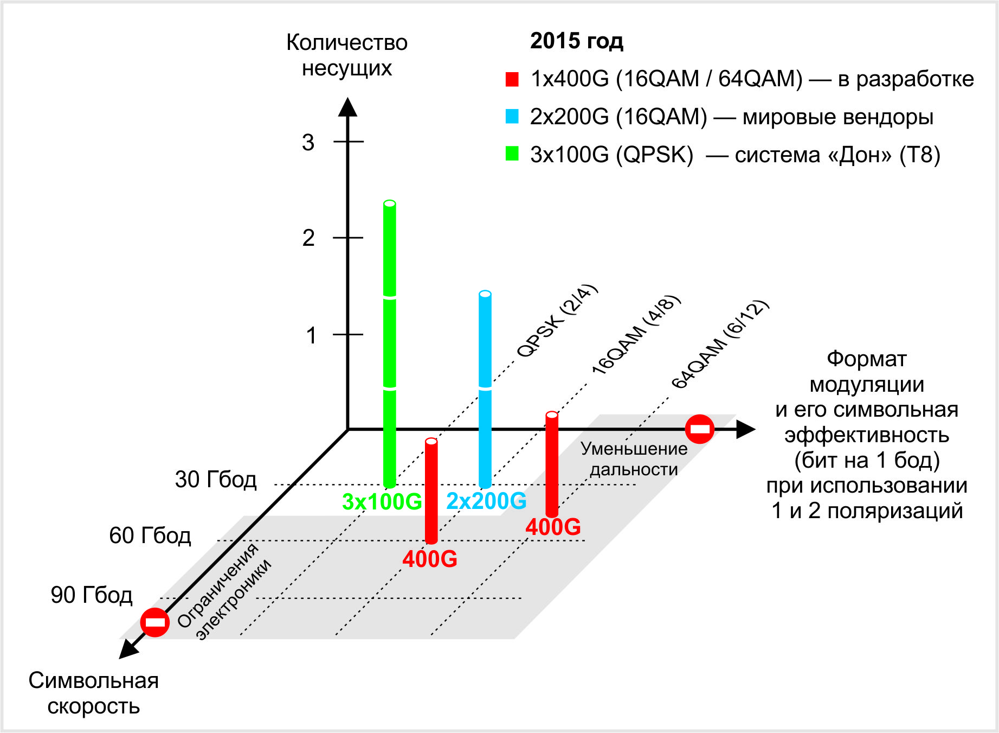 Количество
несущих
2015 год
1x400G (16QAM / 64QAM) — в разработке
2x200G (16QAM) — мировые вендоры
3x100G (QPSK) — система «Дон» (Т8)
3
2
1
QPSK (2/4)
16QAM (4/8)
64QAM (6/12)
Формат
модуляции
и его символьная
эффективность
(бит на 1 бод)
при использовании
1 и 2 поляризаций
Уменьшение
дальности
30 Гбод
3x100G
2x200G
400G
60 Гбод
400G
90 Гбод
Ограничения
электроники
Символьная
скорость